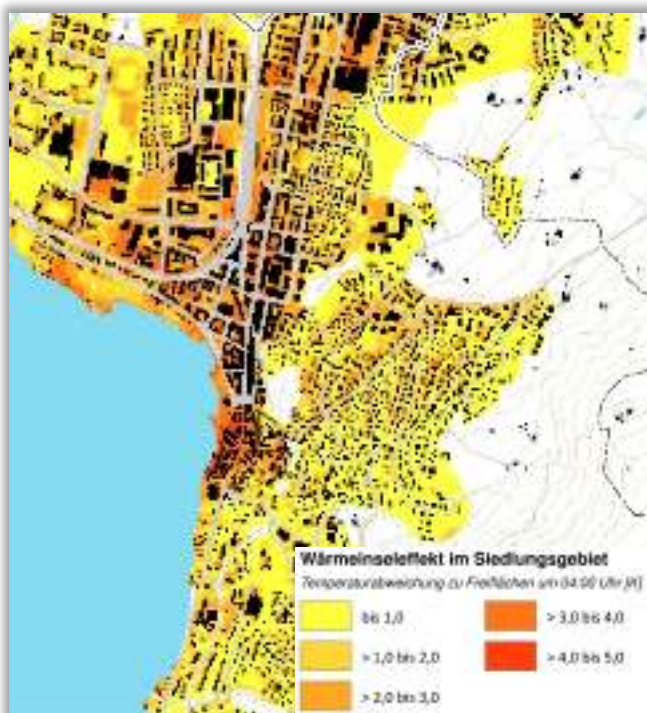 Wärmeinseleffekt im Siedlungsgebiet
Temperaturabweichung zu Freiflächen um 04:00 Uhr [K]
bis 1,0
> 1,0 bis 2,0
> 2,0 bis 3,0
> 3,0 bis 4,0
> 4,0 bis 5,0